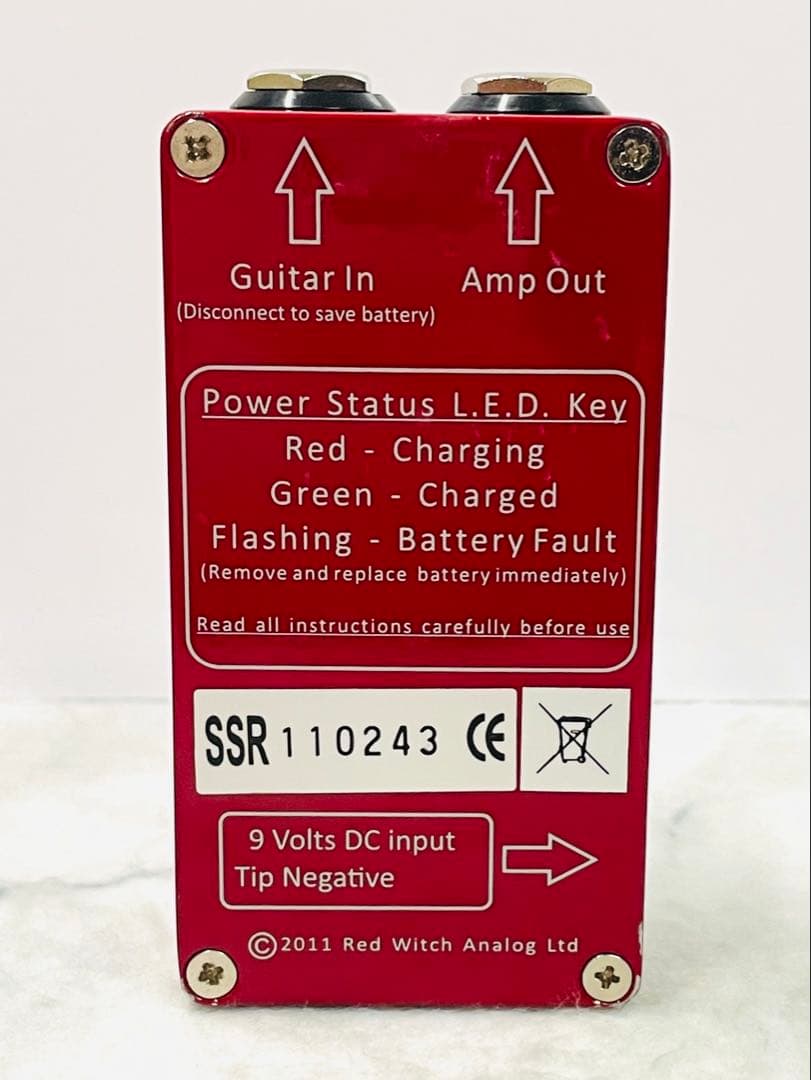 Guitar In
(Disconnect to save battery)
Amp Out
Power Status L.E.D. Key
Red - Charging
Green - Charged
Flashing - Battery Fault
(Remove and replace battery immediately)
Read all instructions carefully before use
SSR 110243 CE
9 Volts DC input
Tip Negative
©2011 Red Witch Analog Ltd